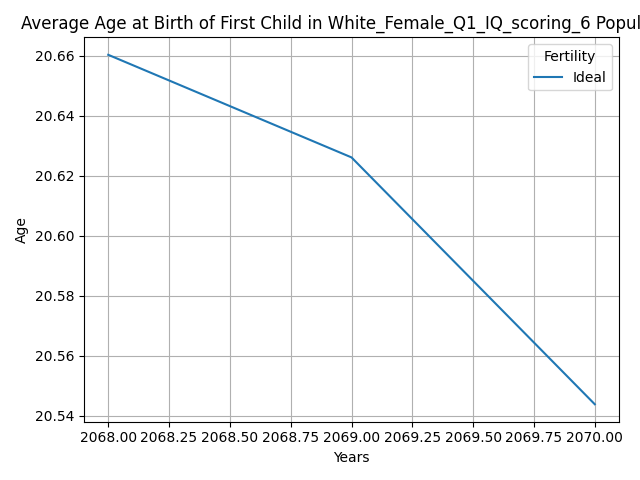 Average Age at Birth of First Child in White_Female_Q1_IQ_scoring_6 Popul
20.66
20.64
20.62
20.60
20.58
20.56
20.54
Age
Fertility
Ideal
2068.00 2068.25 2068.50 2068.75 2069.00 2069.25 2069.50 2069.75 2070.00
Years